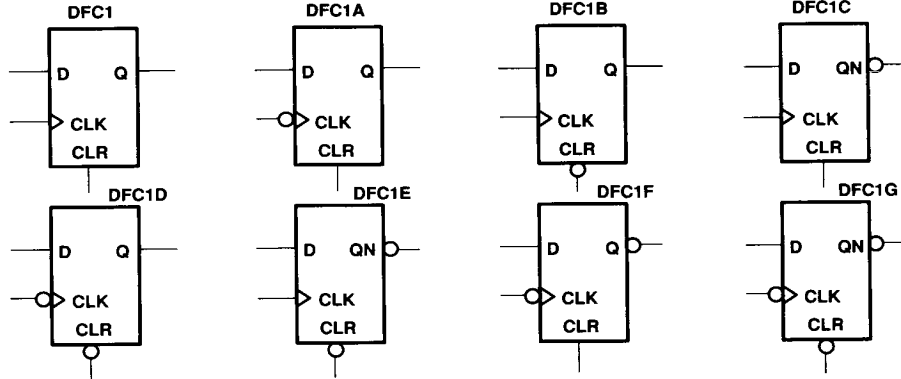 DFC1
D Q
CLK
CLR
DFC1A
D Q
CLK
CLR
DFC1B
D Q
CLK
CLR
DFC1C
D QN
CLK
CLR
DFC1D
D Q
CLK
CLR
DFC1E
D QN
CLK
CLR
DFC1F
D Q
CLK
CLR
DFC1G
D QN
CLK
CLR